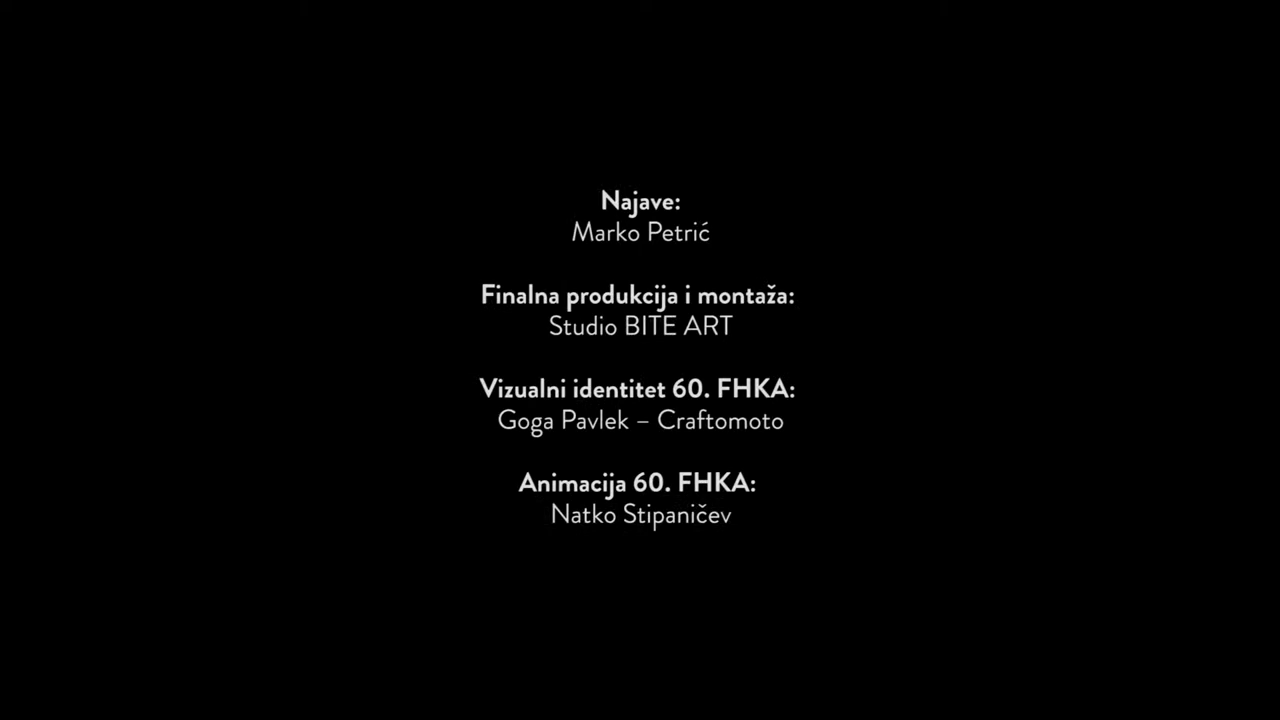 Najave:
Marko Petrić
Finalna produkcija i montaža:
Studio BITE ART
Vizualni identitet 60. FHKA:
Goga Pavlek – Craftomoto
Animacija 60. FHKA:
Natko Stipaničev